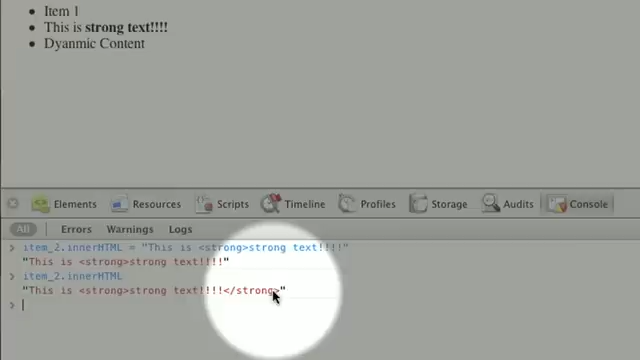 Item 1
This is strong text!!!!
Dyanmic Content
Elements Resources Scripts Timeline Profiles Storage Audits Console
All Errors Warnings Logs
> item_2.innerHTML = "This is <strong>strong text!!!!"
"This is <strong>strong text!!!!"
> item_2.innerHTML
"This is <strong>strong text!!!!</strong>"
>